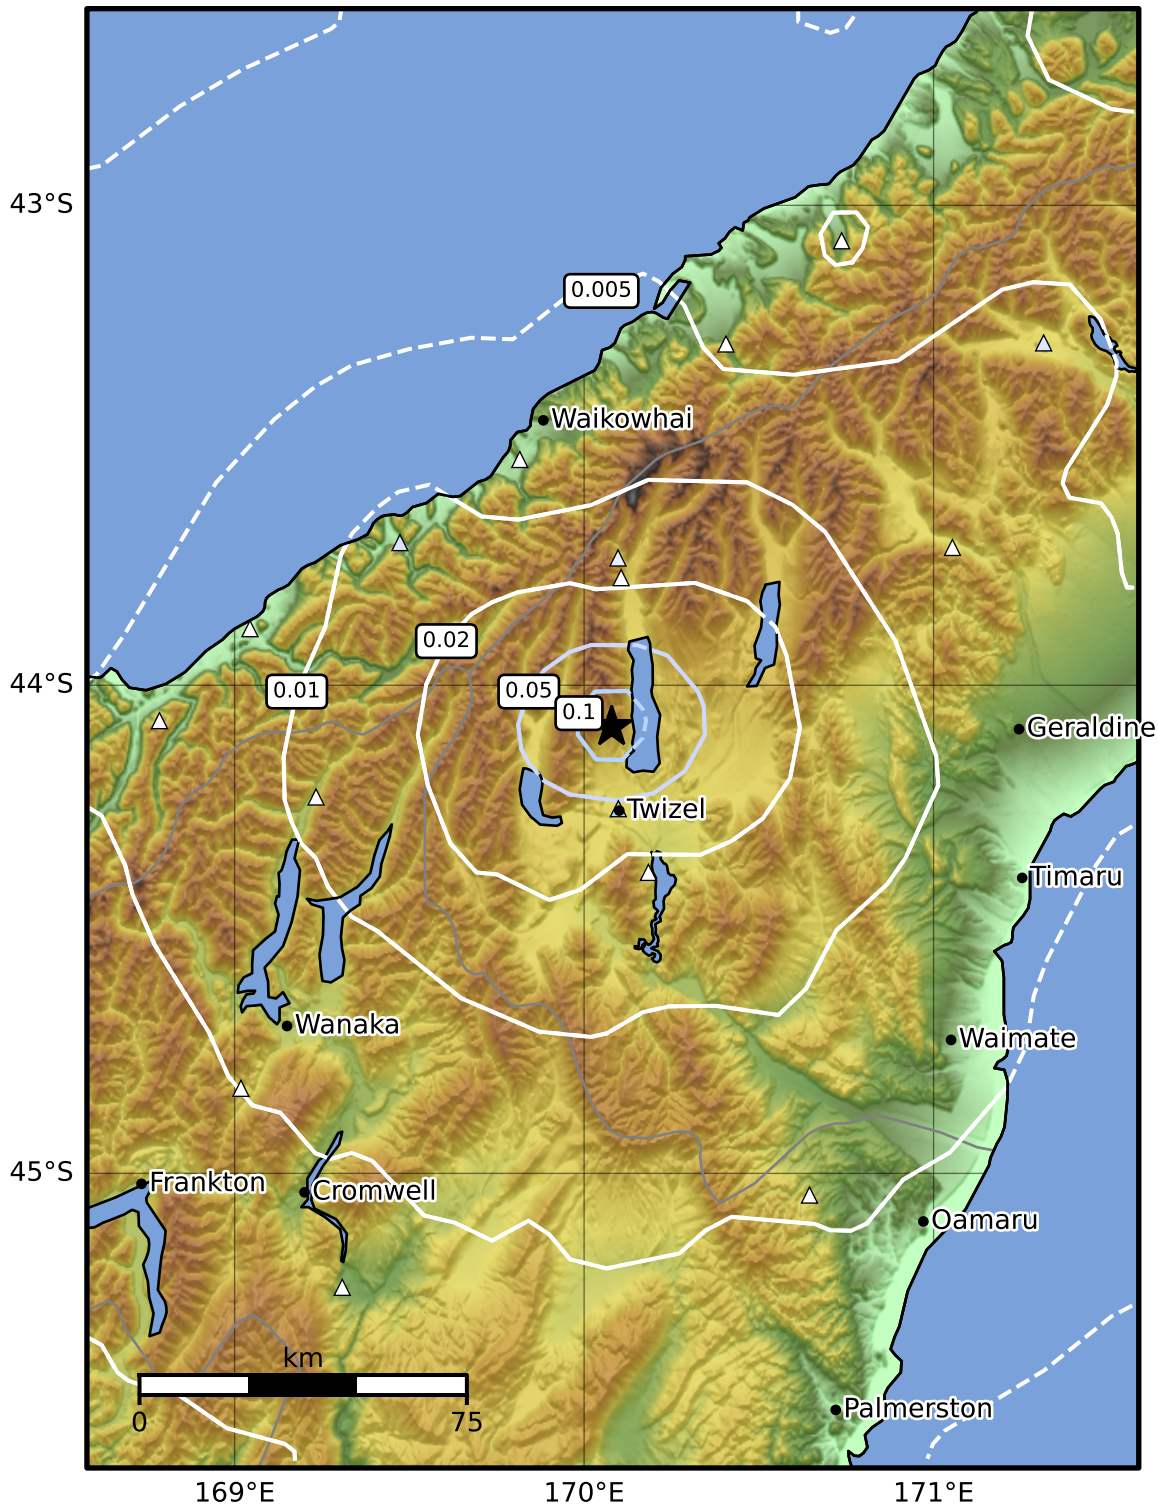 43°S
0.005
Waikowhai
0.02
44°S
0.01
0.05
0.1
Geraldine
Twizel
Timaru
Wanaka
Waimate
45°S
Frankton
Cromwell
Oamaru
km
0
75
Palmerston
169°E
170°E
171°E